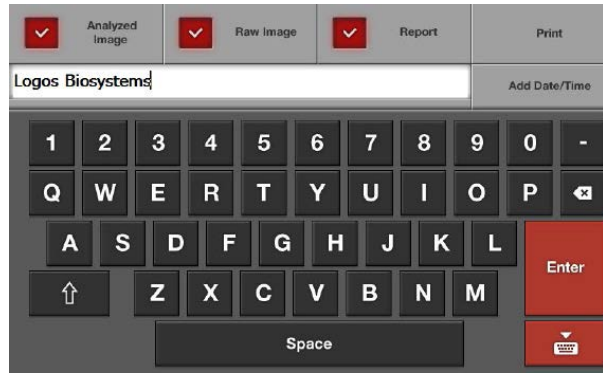 Analyzed
Image
Raw Image
Report
Print
Logos Biosystems
Add Date/Time
1 2 3 4 5 6 7 8 9 0 -
Q W E R T Y U I O P
A S D F G H J K L
Enter
Z X C V B N M
Space